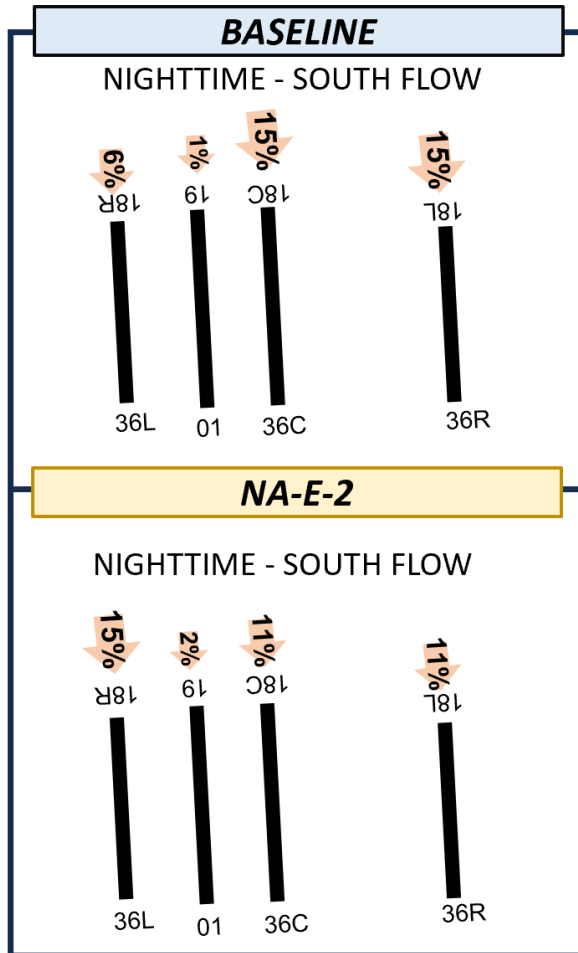 BASELINE
NIGHTTIME - SOUTH FLOW
6% 1% 15% 15%
18R 19 18C 18L
36L 01 36C 36R
NA-E-2
NIGHTTIME - SOUTH FLOW
15% 2% 11% 11%
18R 19 18C 18L
36L 01 36C 36R